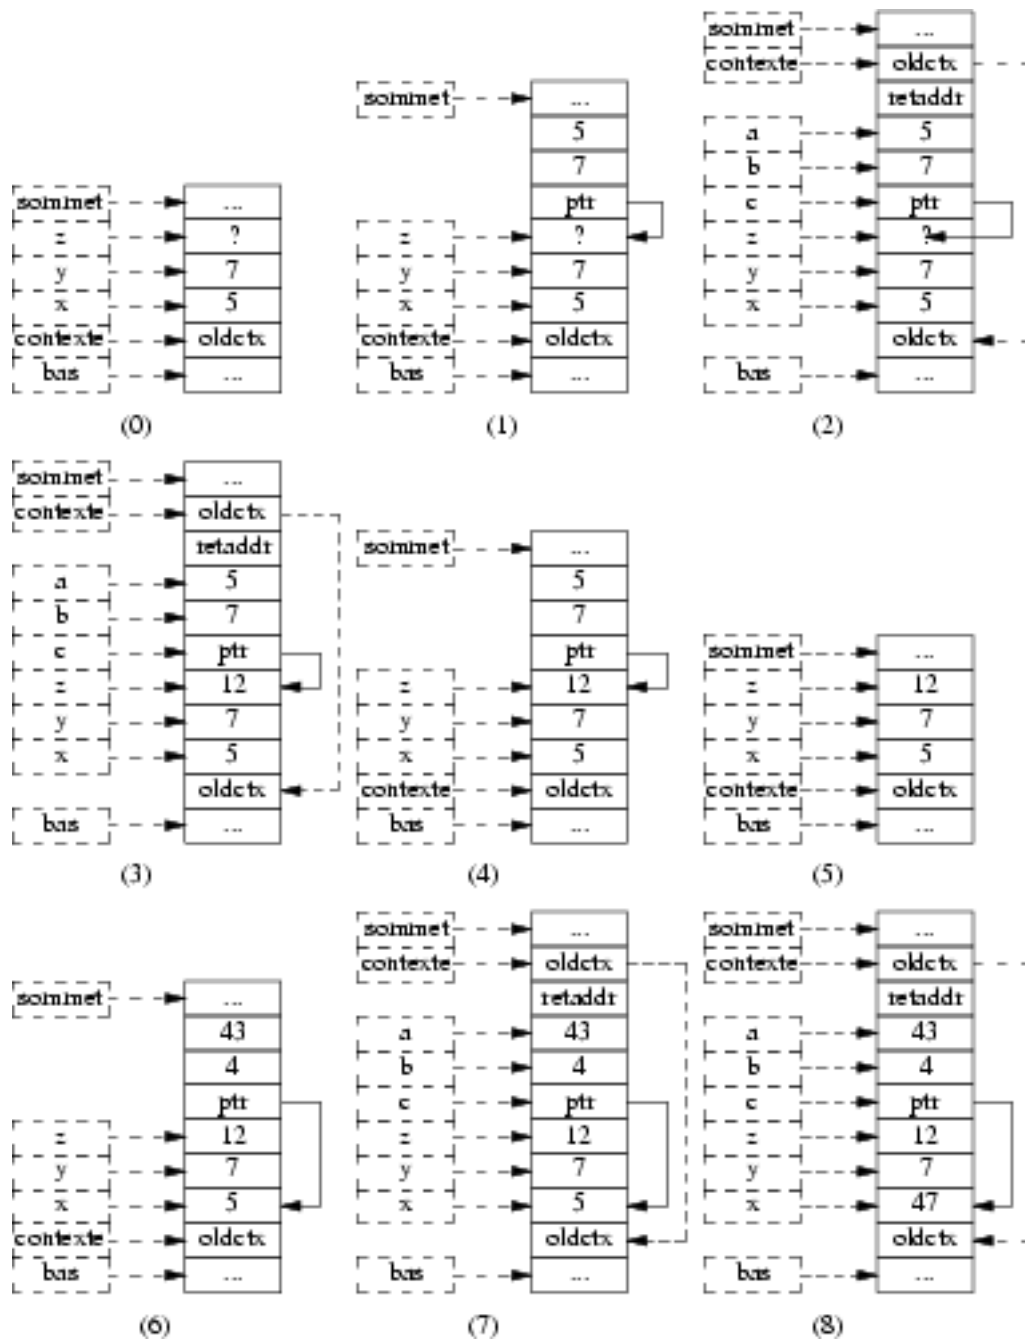 sommet ...
contexte oldctx
retaddr
sommet ...
5
a 5
7
b 7
sommet ...
ptr
c ptr
z ?
z ?
z ?
y 7
y 7
y 7
x 5
x 5
x 5
contexte oldctx
contexte oldctx
oldctx
bas ...
bas ...
bas ...
(0)
(1)
(2)
sommet ...
contexte oldctx
retaddr
sommet ...
a 5
5
b 7
7
c ptr
ptr
sommet ...
z 12
z 12
z 12
y 7
y 7
y 7
x 5
x 5
x 5
oldctx
contexte oldctx
contexte oldctx
bas ...
bas ...
bas ...
(3)
(4)
(5)
sommet ...
sommet ...
contexte oldctx
contexte oldctx
sommet ...
retaddr
retaddr
43
a 43
a 43
4
b 4
b 4
ptr
c ptr
c ptr
z 12
z 12
z 12
y 7
y 7
y 7
x 5
x 5
x 47
contexte oldctx
oldctx
oldctx
bas ...
bas ...
bas ...
(6)
(7)
(8)